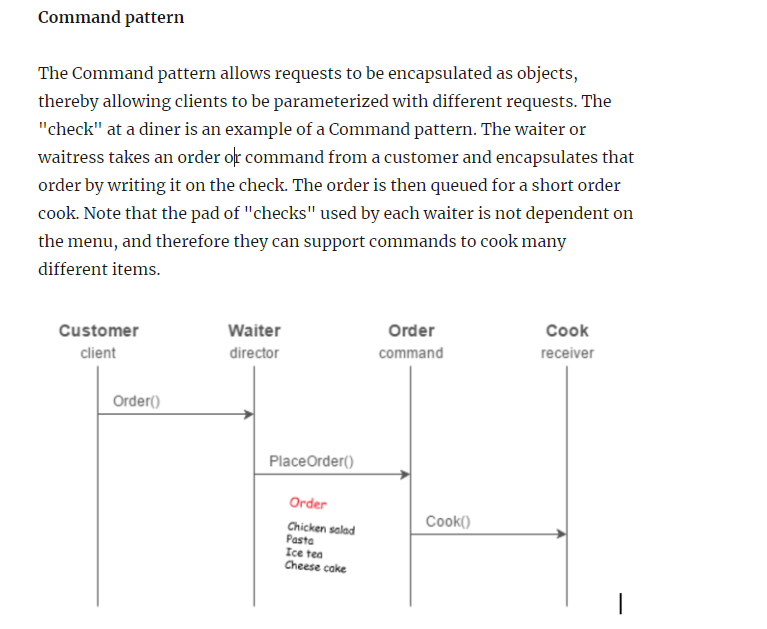 Command pattern
The Command pattern allows requests to be encapsulated as objects,
thereby allowing clients to be parameterized with different requests. The
"check" at a diner is an example of a Command pattern. The waiter or
waitress takes an order or command from a customer and encapsulates that
order by writing it on the check. The order is then queued for a short order
cook. Note that the pad of "checks" used by each waiter is not dependent on
the menu, and therefore they can support commands to cook many
different items.
Customer Waiter Order Cook
client director command receiver
Order()
PlaceOrder()
Order
Cook()
Chicken salad
Pasta
Ice tea
Cheese cake